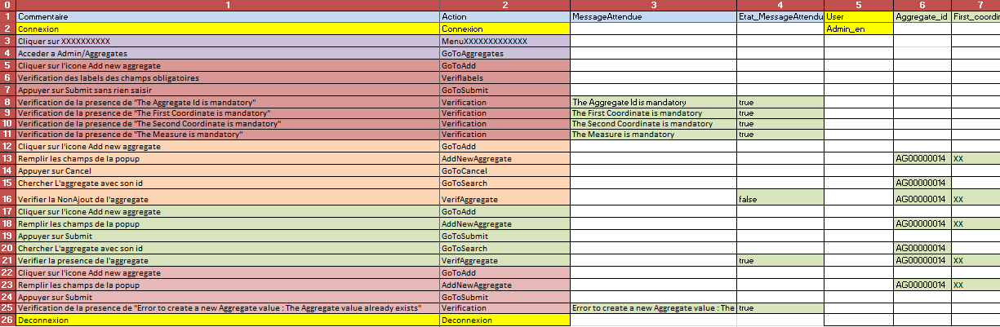 0 1 2 3 4 5 6 7
1 Commentaire Action MessageAttendue Etat_MessageAttendu User Aggregate_id First_coordi
2 Connexion Connexion Admin_en
3 Cliquer sur XXXXXXXXXX MenuXXXXXXXXXXXXX
4 Acceder a Admin/Aggregates GoToAggregates
5 Cliquer sur l'icone Add new aggregate GoToAdd
6 Verification des labels des champs obligatoires Veriflabels
7 Appuyer sur Submit sans rien saisir GoToSubmit
8 Verification de la presence de "The Aggregate Id is mandatory" Verification The Aggregate Id is mandatory true
9 Verification de la presence de "The First Coordinate is mandatory" Verification The First Coordinate is mandatory true
10 Verification de la presence de "The Second Coordinate is mandatory" Verification The Second Coordinate is mandatory true
11 Verification de la presence de "The Measure is mandatory" Verification The Measure is mandatory true
12 Cliquer sur l'icone Add new aggregate GoToAdd
13 Remplir les champs de la popup AddNewAggregate AG00000014 XX
14 Appuyer sur Cancel GoToCancel
15 Chercher L'aggregate avec son id GoToSearch AG00000014
16 Verifier la NonAjout de l'aggregate VerifAggregate false AG00000014 XX
17 Cliquer sur l'icone Add new aggregate GoToAdd
18 Remplir les champs de la popup AddNewAggregate AG00000014 XX
19 Appuyer sur Submit GoToSubmit
20 Chercher L'aggregate avec son id GoToSearch AG00000014
21 Verifier la presence de l'aggregate VerifAggregate true AG00000014 XX
22 Cliquer sur l'icone Add new aggregate GoToAdd
23 Remplir les champs de la popup AddNewAggregate AG00000014 XX
24 Appuyer sur Submit GoToSubmit
25 Verification de la presence de "Error to create a new Aggregate value : The Aggregate value already exists" Verification Error to create a new Aggregate value : The true
26 Deconnexion Deconnexion